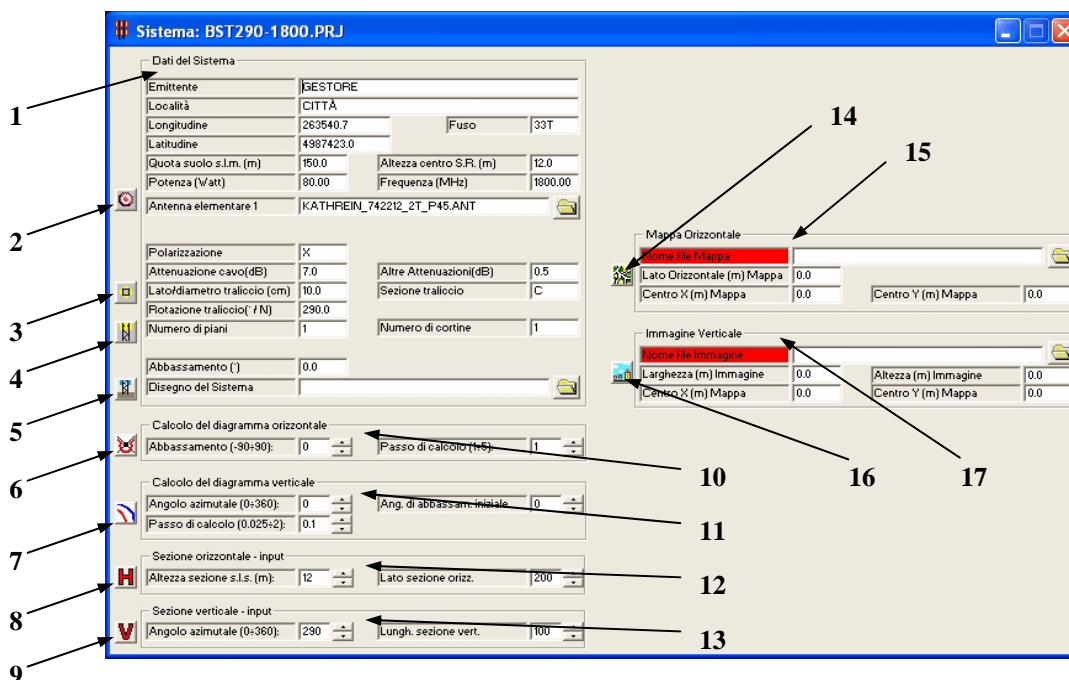 Sistema: BST290-1800.PRJ
Dati del Sistema
1
Emittente GESTORE
Località CITTÀ
Longitudine 263540.7 Fuso 33T
Latitudine 4987423.0
Quota suolo s.l.m. (m) 150.0 Altezza centro S.R. (m) 12.0
Potenza (Watt) 80.00 Frequenza (MHz) 1800.00
2
Antenna elementare 1 KATHREIN_742212_2T_P45.ANT
Polarizzazione X
Attenuazione cavo(dB) 7.0 Altre Attenuazioni(dB) 0.5
3
Lato/diametro traliccio (cm) 10.0 Sezione traliccio C
Rotazione traliccio(°/ N) 290.0
4
Numero di piani 1 Numero di cortine 1
Abbassamento (°) 0.0
5
Disegno del Sistema
Calcolo del diagramma orizzontale
6
Abbassamento (-90÷90): 0 Passo di calcolo (1÷5): 1
10
Calcolo del diagramma verticale
7
Angolo azimutale (0÷360): 0 Ang. di abbassam. iniziale 0
Passo di calcolo (0.025÷2): 0.1
11
Sezione orizzontale - input
8
Altezza sezione s.l.s. (m): 12 Lato sezione orizz. 200
12
Sezione verticale - input
9
Angolo azimutale (0÷360): 290 Lungh. sezione vert. 100
13
14
15
Mappa Orizzontale
Nome file Mappa
Lato Orizzontale (m) Mappa 0.0
Centro X (m) Mappa 0.0 Centro Y (m) Mappa 0.0
Immagine Verticale
Nome file Immagine
Larghezza (m) Immagine 0.0 Altezza (m) Immagine 0.0
Centro X (m) Mappa 0.0 Centro Y (m) Mappa 0.0
16
17
H
V